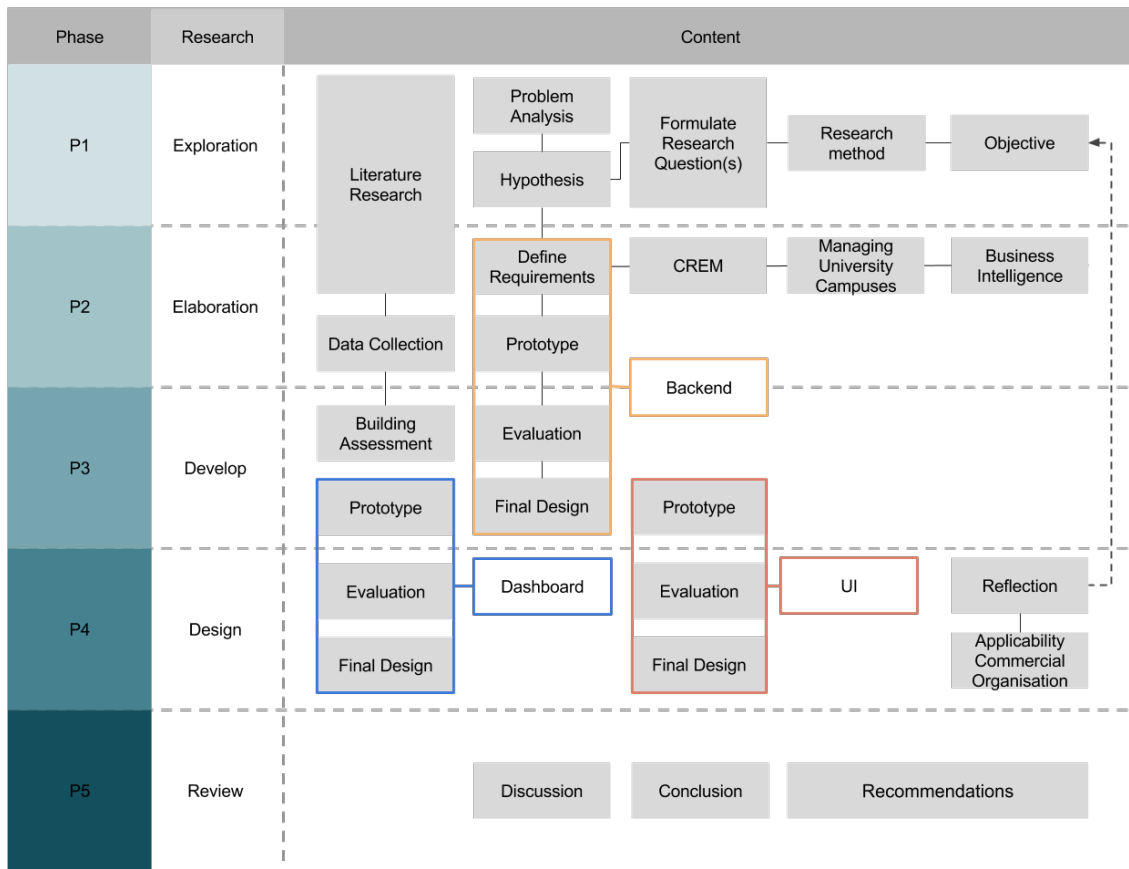 Phase
Research
Content
P1
Exploration
Literature
Research
Problem
Analysis
Hypothesis
Formulate
Research
Question(s)
Research
method
Objective
P2
Elaboration
Define
Requirements
CREM
Managing
University
Campuses
Business
Intelligence
Data Collection
Prototype
Backend
P3
Develop
Building
Assessment
Evaluation
Prototype
Final Design
Prototype
P4
Design
Evaluation
Dashboard
Evaluation
UI
Reflection
Final Design
Final Design
Applicability
Commercial
Organisation
P5
Review
Discussion
Conclusion
Recommendations